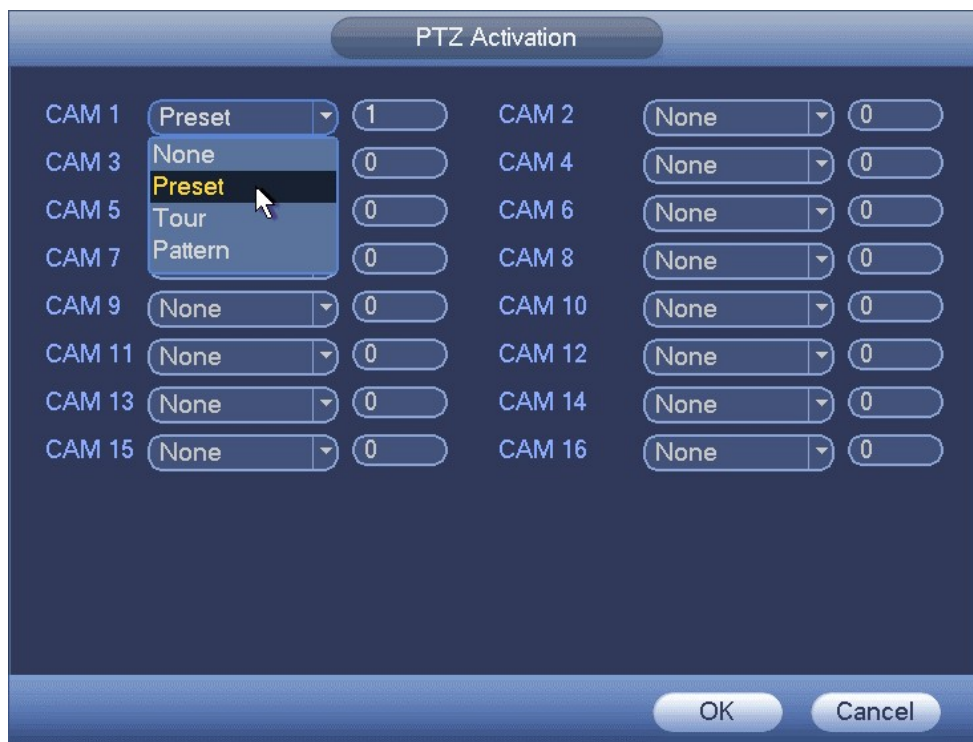 PTZ Activation
CAM 1 Preset 1 CAM 2 None 0
CAM 3 None 0 CAM 4 None 0
Preset
CAM 5 Tour 0 CAM 6 None 0
CAM 7 Pattern 0 CAM 8 None 0
CAM 9 None 0 CAM 10 None 0
CAM 11 None 0 CAM 12 None 0
CAM 13 None 0 CAM 14 None 0
CAM 15 None 0 CAM 16 None 0
OK Cancel